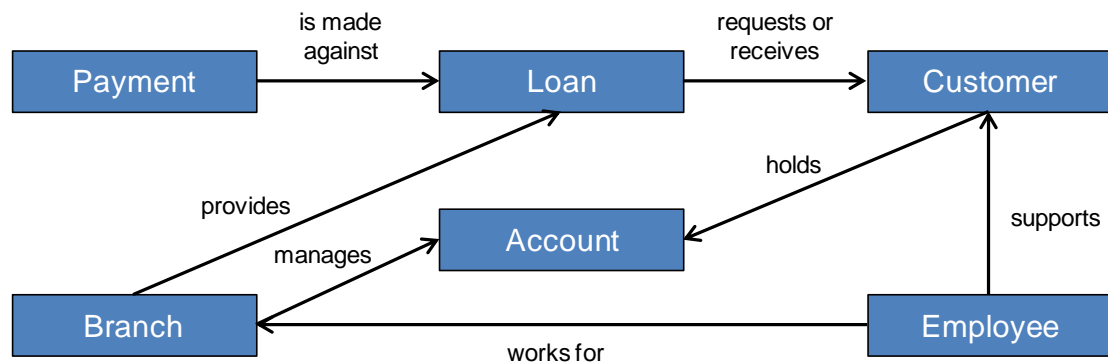 is made
against
requests or
receives
Payment
Loan
Customer
holds
provides
supports
Account
manages
Branch
Employee
works for